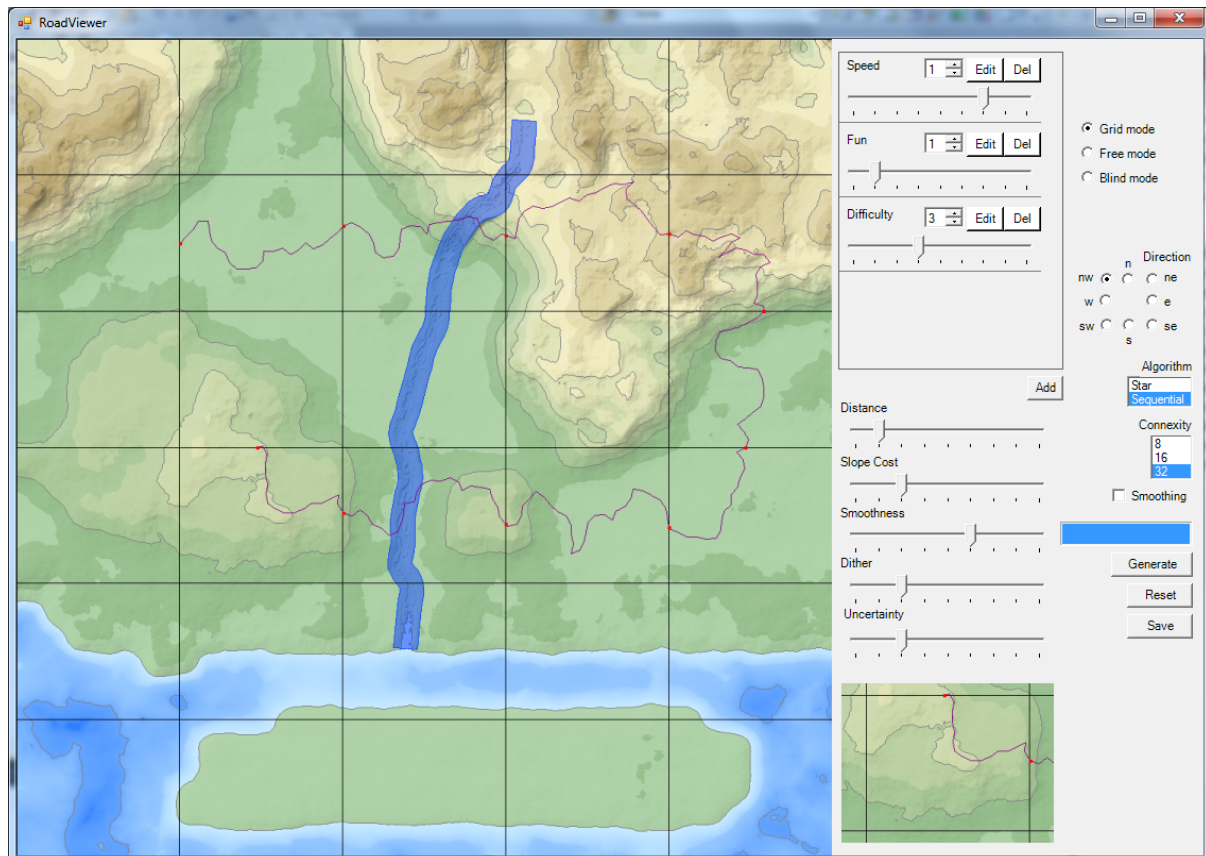 RoadViewer
Speed 1 Edit Del
Fun 1 Edit Del
Difficulty 3 Edit Del
Add
Distance
Slope Cost
Smoothness
Dither
Uncertainty
Grid mode
Free mode
Blind mode
Direction
n
nw ne
w e
sw se
s
Algorithm
Star
Sequential
Connexity
8
16
32
Smoothing
Generate
Reset
Save